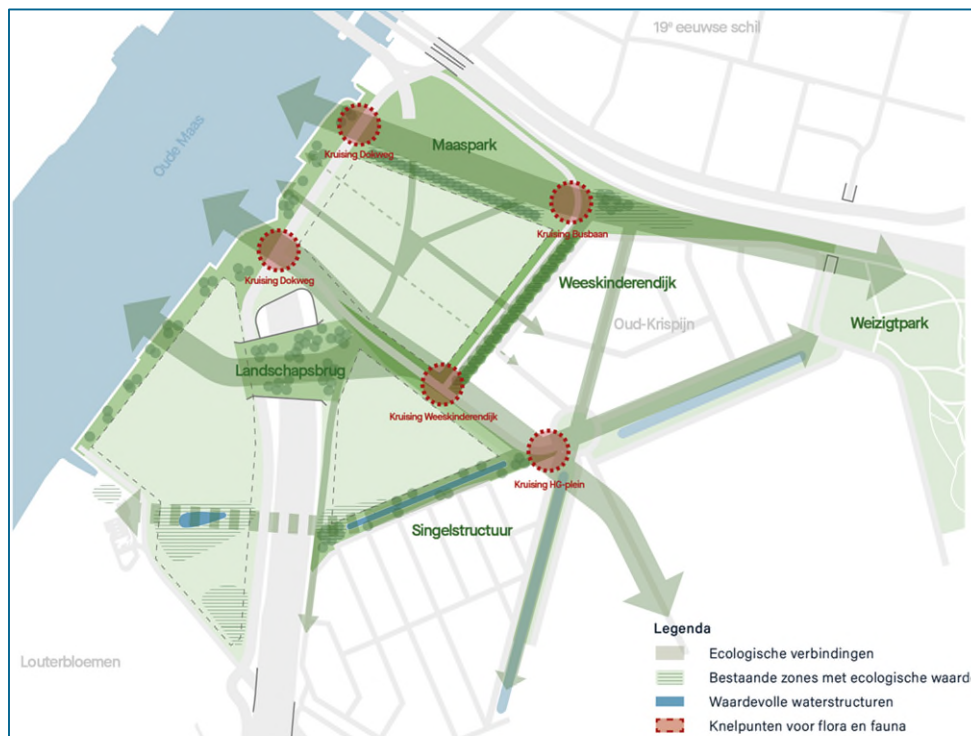 19e eeuwse schil
Oude Maas
Maaspark
Kruising Dokweg
Kruising Busbaan
Kruising Dokweg
Weeskinderendijk
Oud-Krispijn
Weizigtpark
Landschapsbrug
Kruising Weeskinderendijk
Kruising HG-plein
Singelstructuur
Louterbloemen
Legenda
Ecologische verbindingen
Bestaande zones met ecologische waarde
Waardevolle waterstructuren
Knelpunten voor flora en fauna